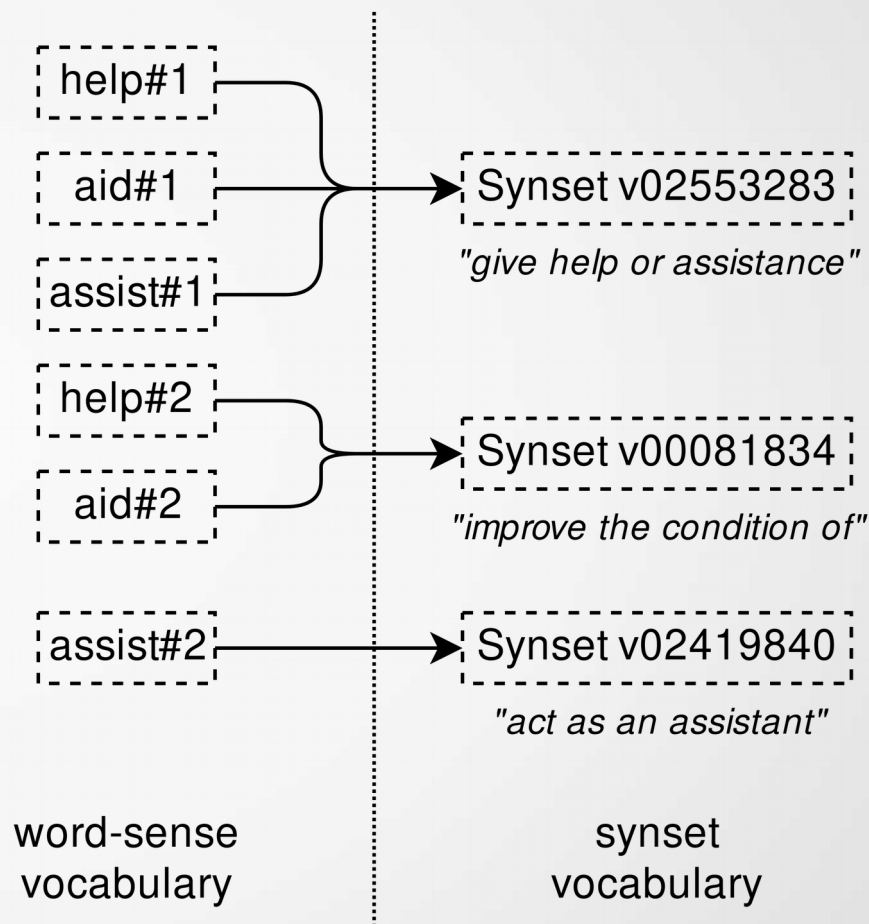 help#1
aid#1
assist#1
help#2
aid#2
assist#2
word-sense
vocabulary
Synset v02553283
"give help or assistance"
Synset v00081834
"improve the condition of"
Synset v02419840
"act as an assistant"
synset
vocabulary